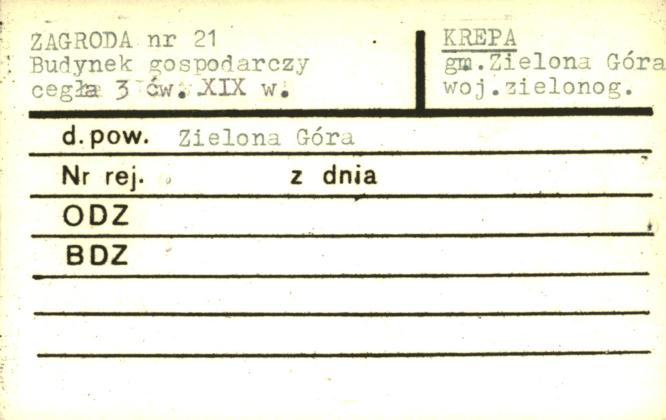 ZAGRODA nr 21
Budynek gospodarczy
cegła 3 ćw. XIX w.
KREPA
gm.Zielona Góra
woj.zielonog.
d.pow. Zielona Góra
Nr rej. z dnia
ODZ
BDZ